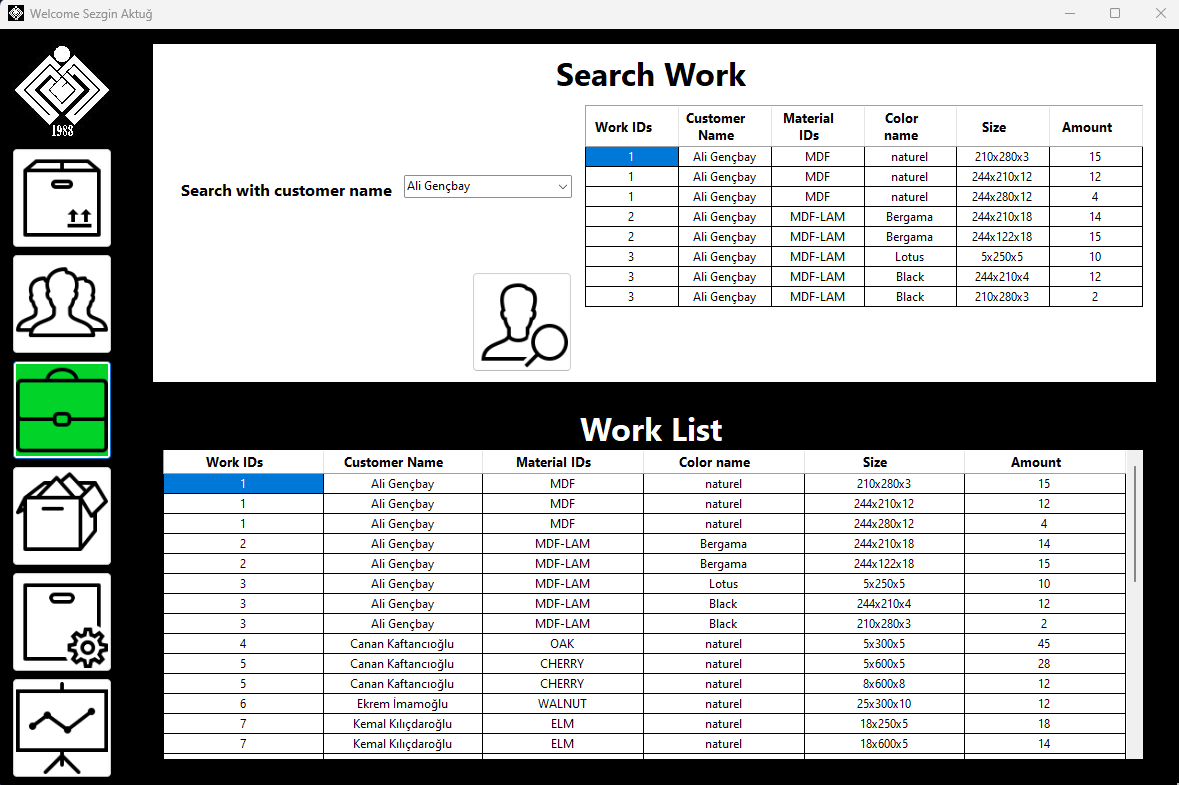 Welcome Sezgin Aktuğ
1988
Search Work
Search with customer name
Ali Gençbay
Work IDs Customer Name Material IDs Color name Size Amount
1 Ali Gençbay MDF naturel 210x280x3 15
1 Ali Gençbay MDF naturel 244x210x12 12
1 Ali Gençbay MDF naturel 244x280x12 4
2 Ali Gençbay MDF-LAM Bergama 244x210x18 14
2 Ali Gençbay MDF-LAM Bergama 244x122x18 15
3 Ali Gençbay MDF-LAM Lotus 5x250x5 10
3 Ali Gençbay MDF-LAM Black 244x210x4 12
3 Ali Gençbay MDF-LAM Black 210x280x3 2
Work List
Work IDs Customer Name Material IDs Color name Size Amount
1 Ali Gençbay MDF naturel 210x280x3 15
1 Ali Gençbay MDF naturel 244x210x12 12
1 Ali Gençbay MDF naturel 244x280x12 4
2 Ali Gençbay MDF-LAM Bergama 244x210x18 14
2 Ali Gençbay MDF-LAM Bergama 244x122x18 15
3 Ali Gençbay MDF-LAM Lotus 5x250x5 10
3 Ali Gençbay MDF-LAM Black 244x210x4 12
3 Ali Gençbay MDF-LAM Black 210x280x3 2
4 Canan Kaftancıoğlu OAK naturel 5x300x5 45
5 Canan Kaftancıoğlu CHERRY naturel 5x600x5 28
5 Canan Kaftancıoğlu CHERRY naturel 8x600x8 12
6 Ekrem İmamoğlu WALNUT naturel 25x300x10 12
7 Kemal Kılıçdaroğlu ELM naturel 18x250x5 18
7 Kemal Kılıçdaroğlu ELM naturel 18x600x5 14